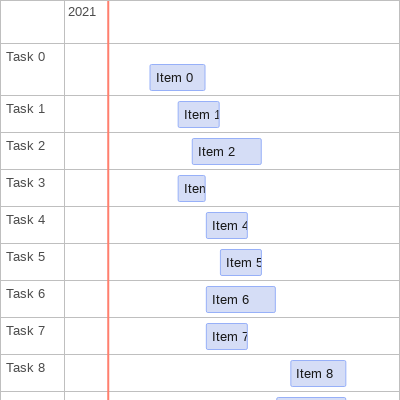 2021
Task 0
Item 0
Task 1
Item 1
Task 2
Item 2
Task 3
Iten
Task 4
Item 4
Task 5
Item 5
Task 6
Item 6
Task 7
Item 7
Task 8
Item 8